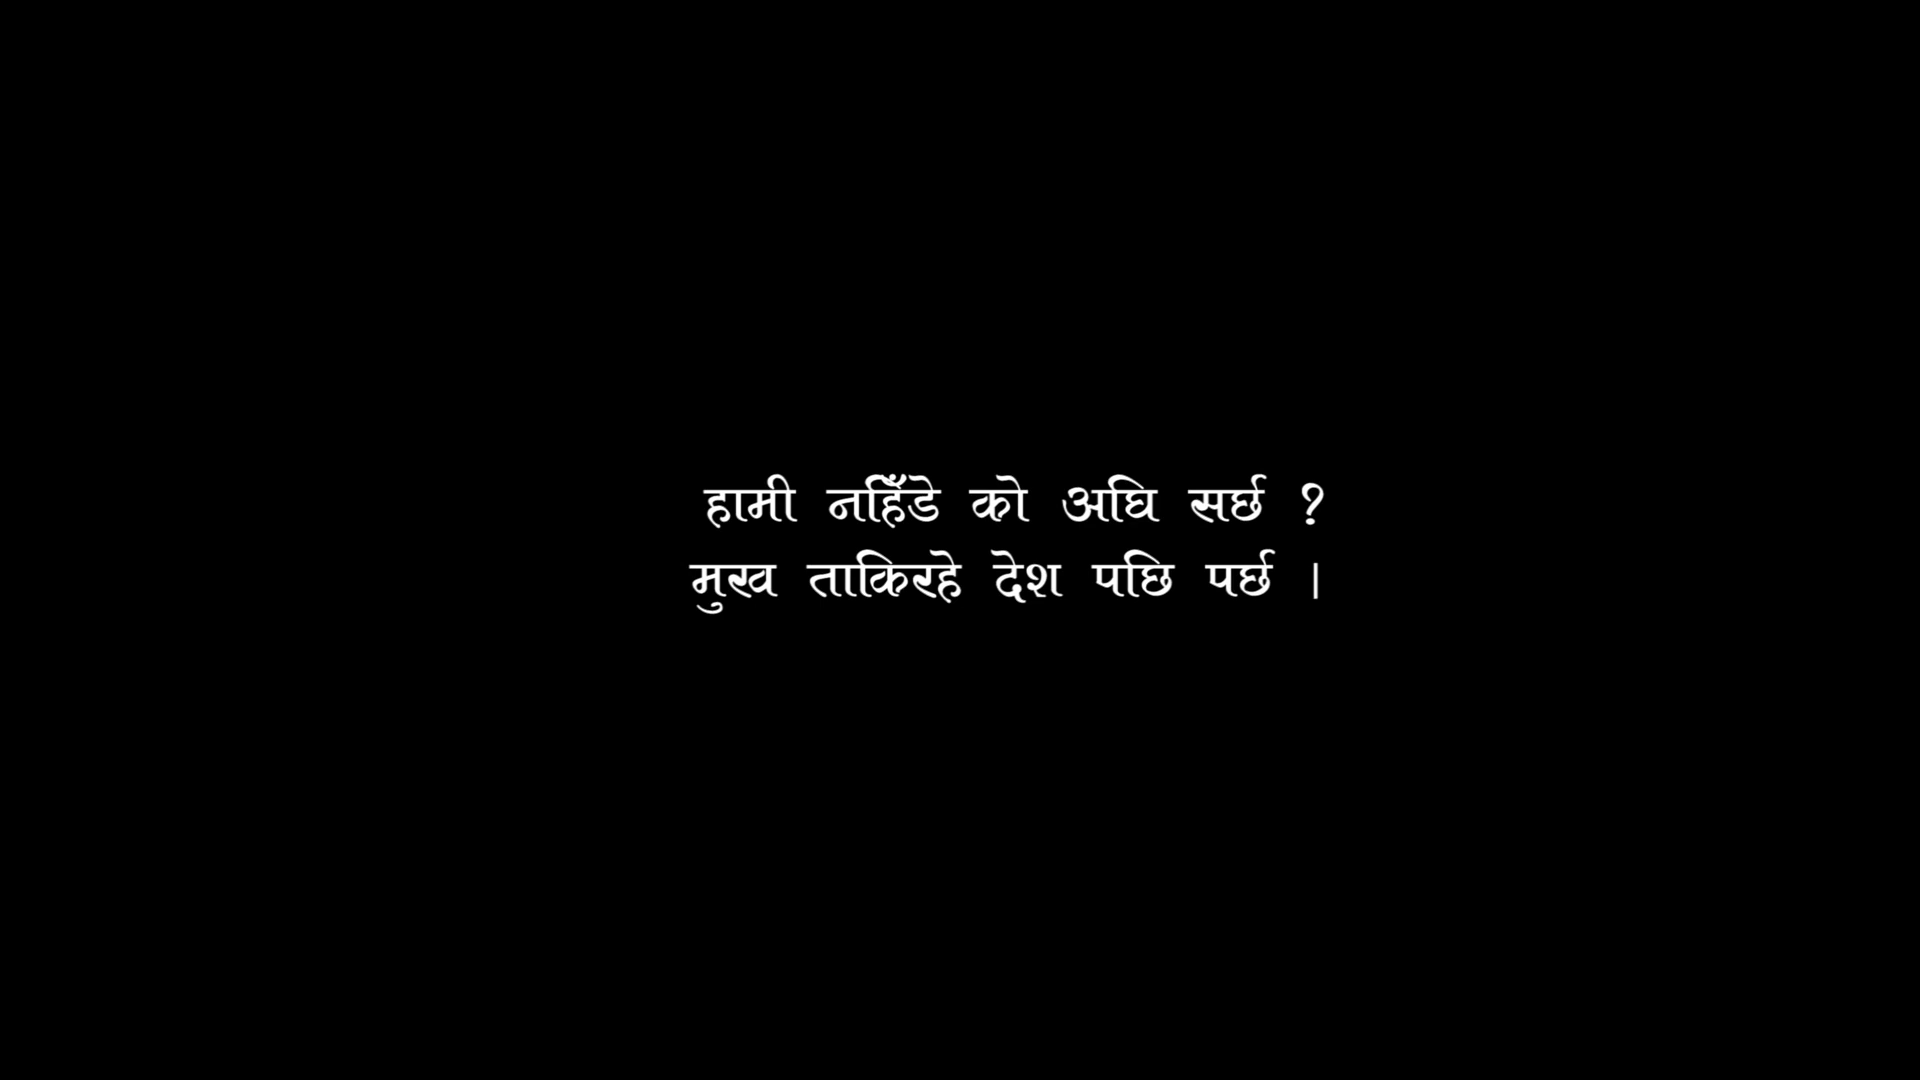 हामी नहिँडे को अघि सर्छ ?
मुख ताकिरहे देश पछि पर्छ ।